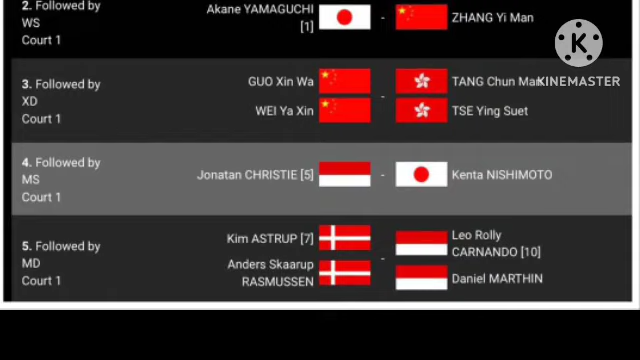 2. Followed by
WS
Court 1
Akane YAMAGUCHI
[1]
-
ZHANG Yi Man
3. Followed by
XD
Court 1
GUO Xin Wa
WEI Ya Xin
-
TANG Chun Man
TSE Ying Suet
4. Followed by
MS
Court 1
Jonatan CHRISTIE [5]
-
Kenta NISHIMOTO
5. Followed by
MD
Court 1
Kim ASTRUP [7]
Anders Skaarup
RASMUSSEN
-
Leo Rolly
CARNANDO [10]
Daniel MARTHIN
K
KINEMASTER